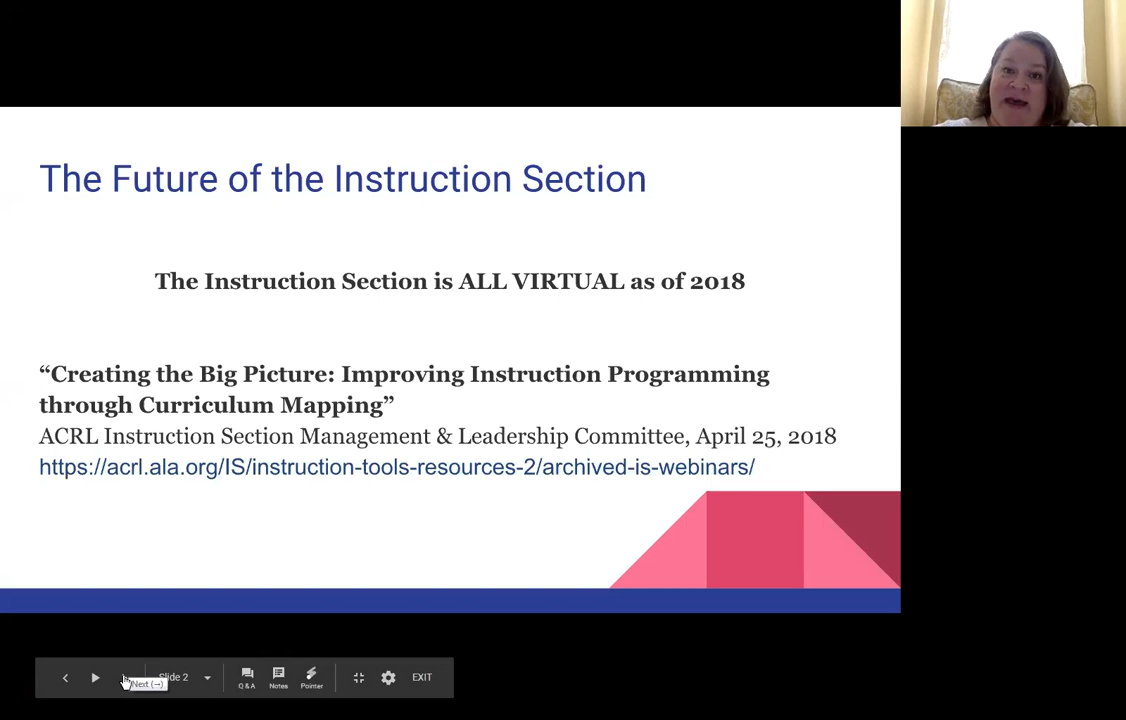 The Future of the Instruction Section
The Instruction Section is ALL VIRTUAL as of 2018
“Creating the Big Picture: Improving Instruction Programming
through Curriculum Mapping”
ACRL Instruction Section Management & Leadership Committee, April 25, 2018
https://acrl.ala.org/IS/instruction-tools-resources-2/archived-is-webinars/
Next (→)
Slide 2
Q & A
Notes
Pointer
EXIT